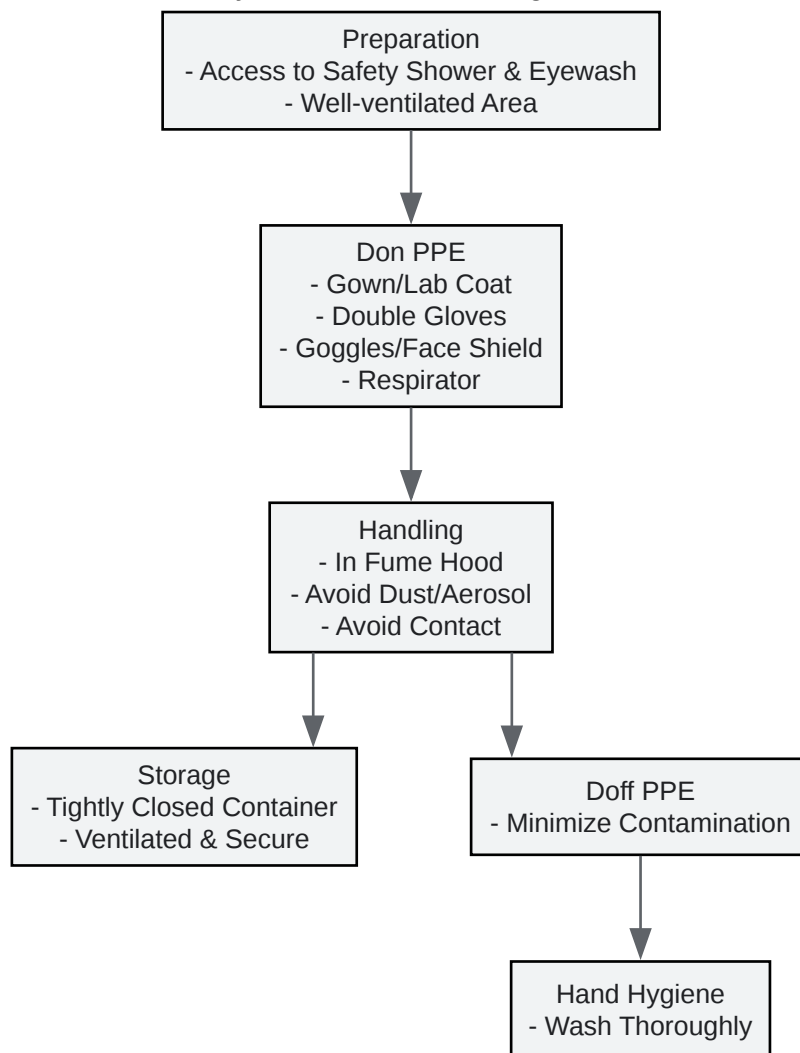 Preparation
- Access to Safety Shower & Eyewash
- Well-ventilated Area
Don PPE
- Gown/Lab Coat
- Double Gloves
- Goggles/Face Shield
- Respirator
Handling
- In Fume Hood
- Avoid Dust/Aerosol
- Avoid Contact
Storage
- Tightly Closed Container
- Ventilated & Secure
Doff PPE
- Minimize Contamination
Hand Hygiene
- Wash Thoroughly